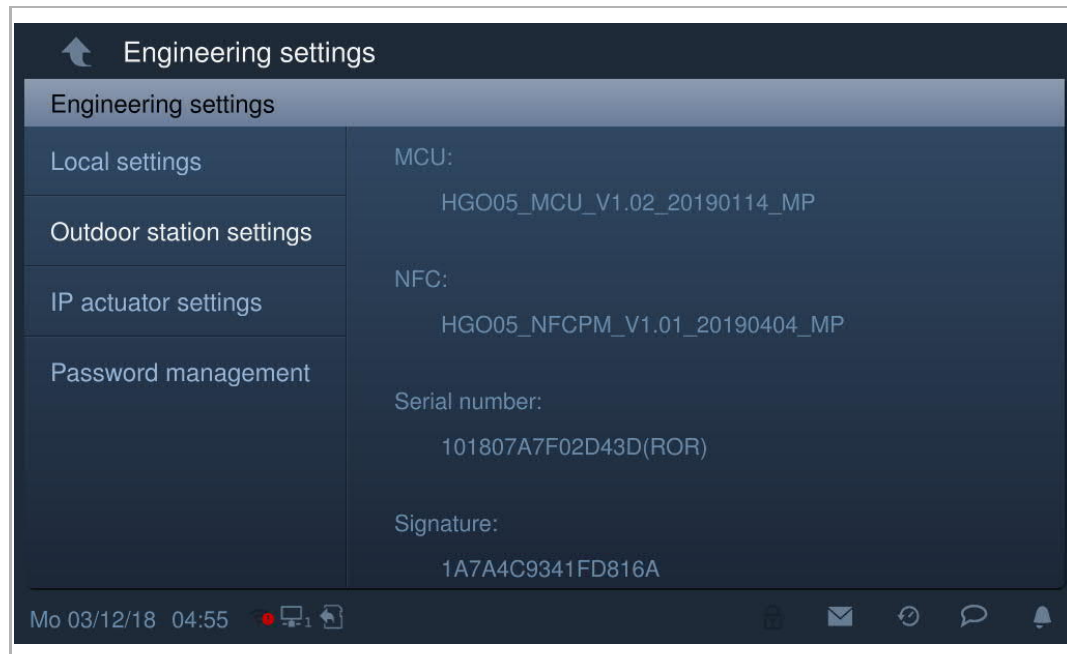 Engineering settings
Engineering settings
Local settings
Outdoor station settings
IP actuator settings
Password management
MCU:
HGO05_MCU_V1.02_20190114_MP
NFC:
HGO05_NFCPM_V1.01_20190404_MP
Serial number:
101807A7F02D43D(ROR)
Signature:
1A7A4C9341FD816A
Mo 03/12/18 04:55 1